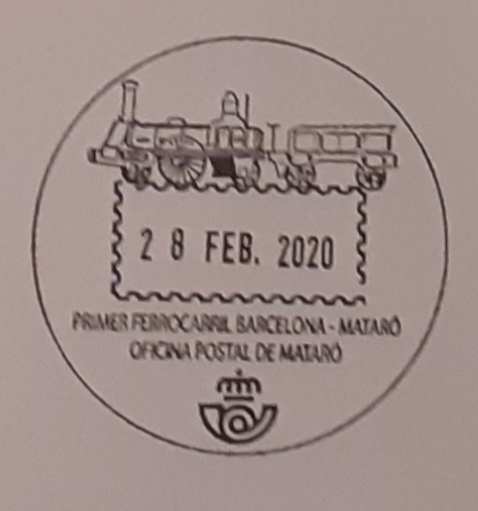 2 8 FEB. 2020
PRIMER FERROCARRIL BARCELONA - MATARÓ
OFICINA POSTAL DE MATARÓ